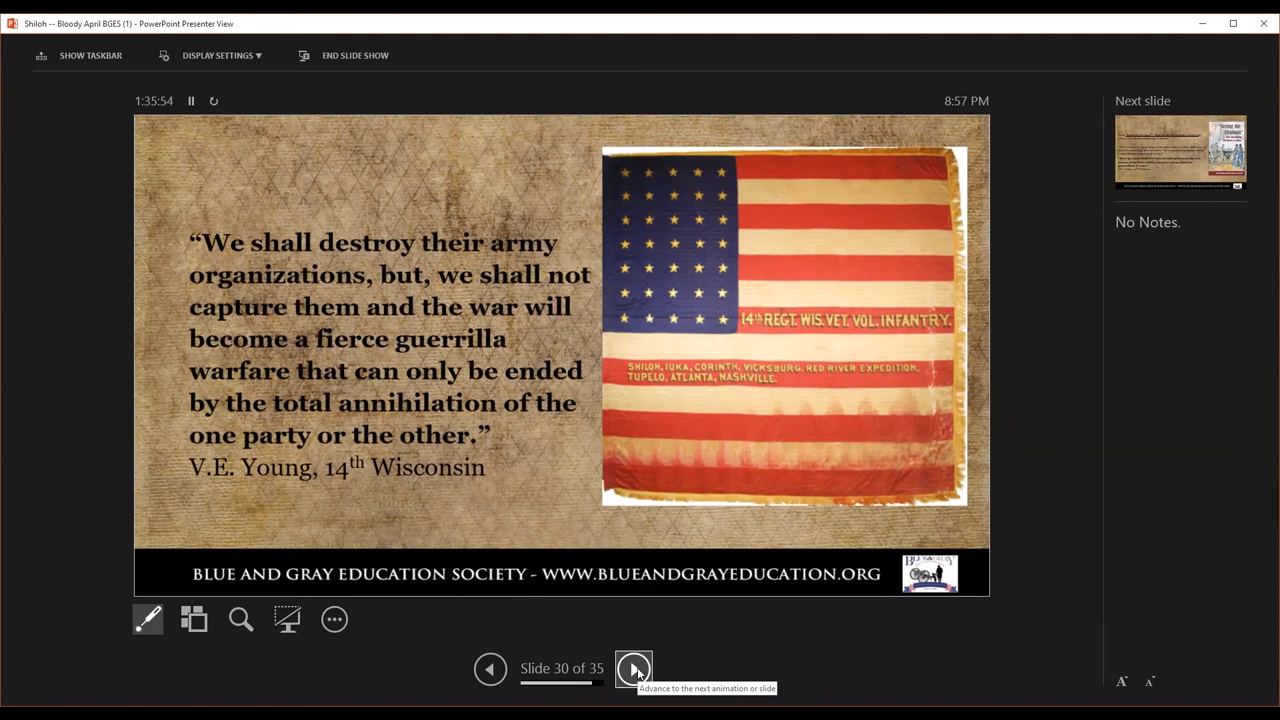 Shiloh -- Bloody April BGES (1) - PowerPoint Presenter View
SHOW TASKBAR
DISPLAY SETTINGS ▾
END SLIDE SHOW
1:35:54
8:57 PM
Next slide
“We shall destroy their army
organizations, but, we shall not
capture them and the war will
become a fierce guerrilla
warfare that can only be ended
by the total annihilation of the
one party or the other.”
V.E. Young, 14th Wisconsin
14th REGT. WIS. VET. VOL. INFANTRY.
SHILOH, IUKA, CORINTH, VICKSBURG, RED RIVER EXPEDITION,
TUPELO, ATLANTA, NASHVILLE.
BLUE AND GRAY EDUCATION SOCIETY - WWW.BLUEANDGRAYEDUCATION.ORG
BLUE & GRAY
"Seeing the
Elephant"
No Notes.
Slide 30 of 35
Advance to the next animation or slide
A
A